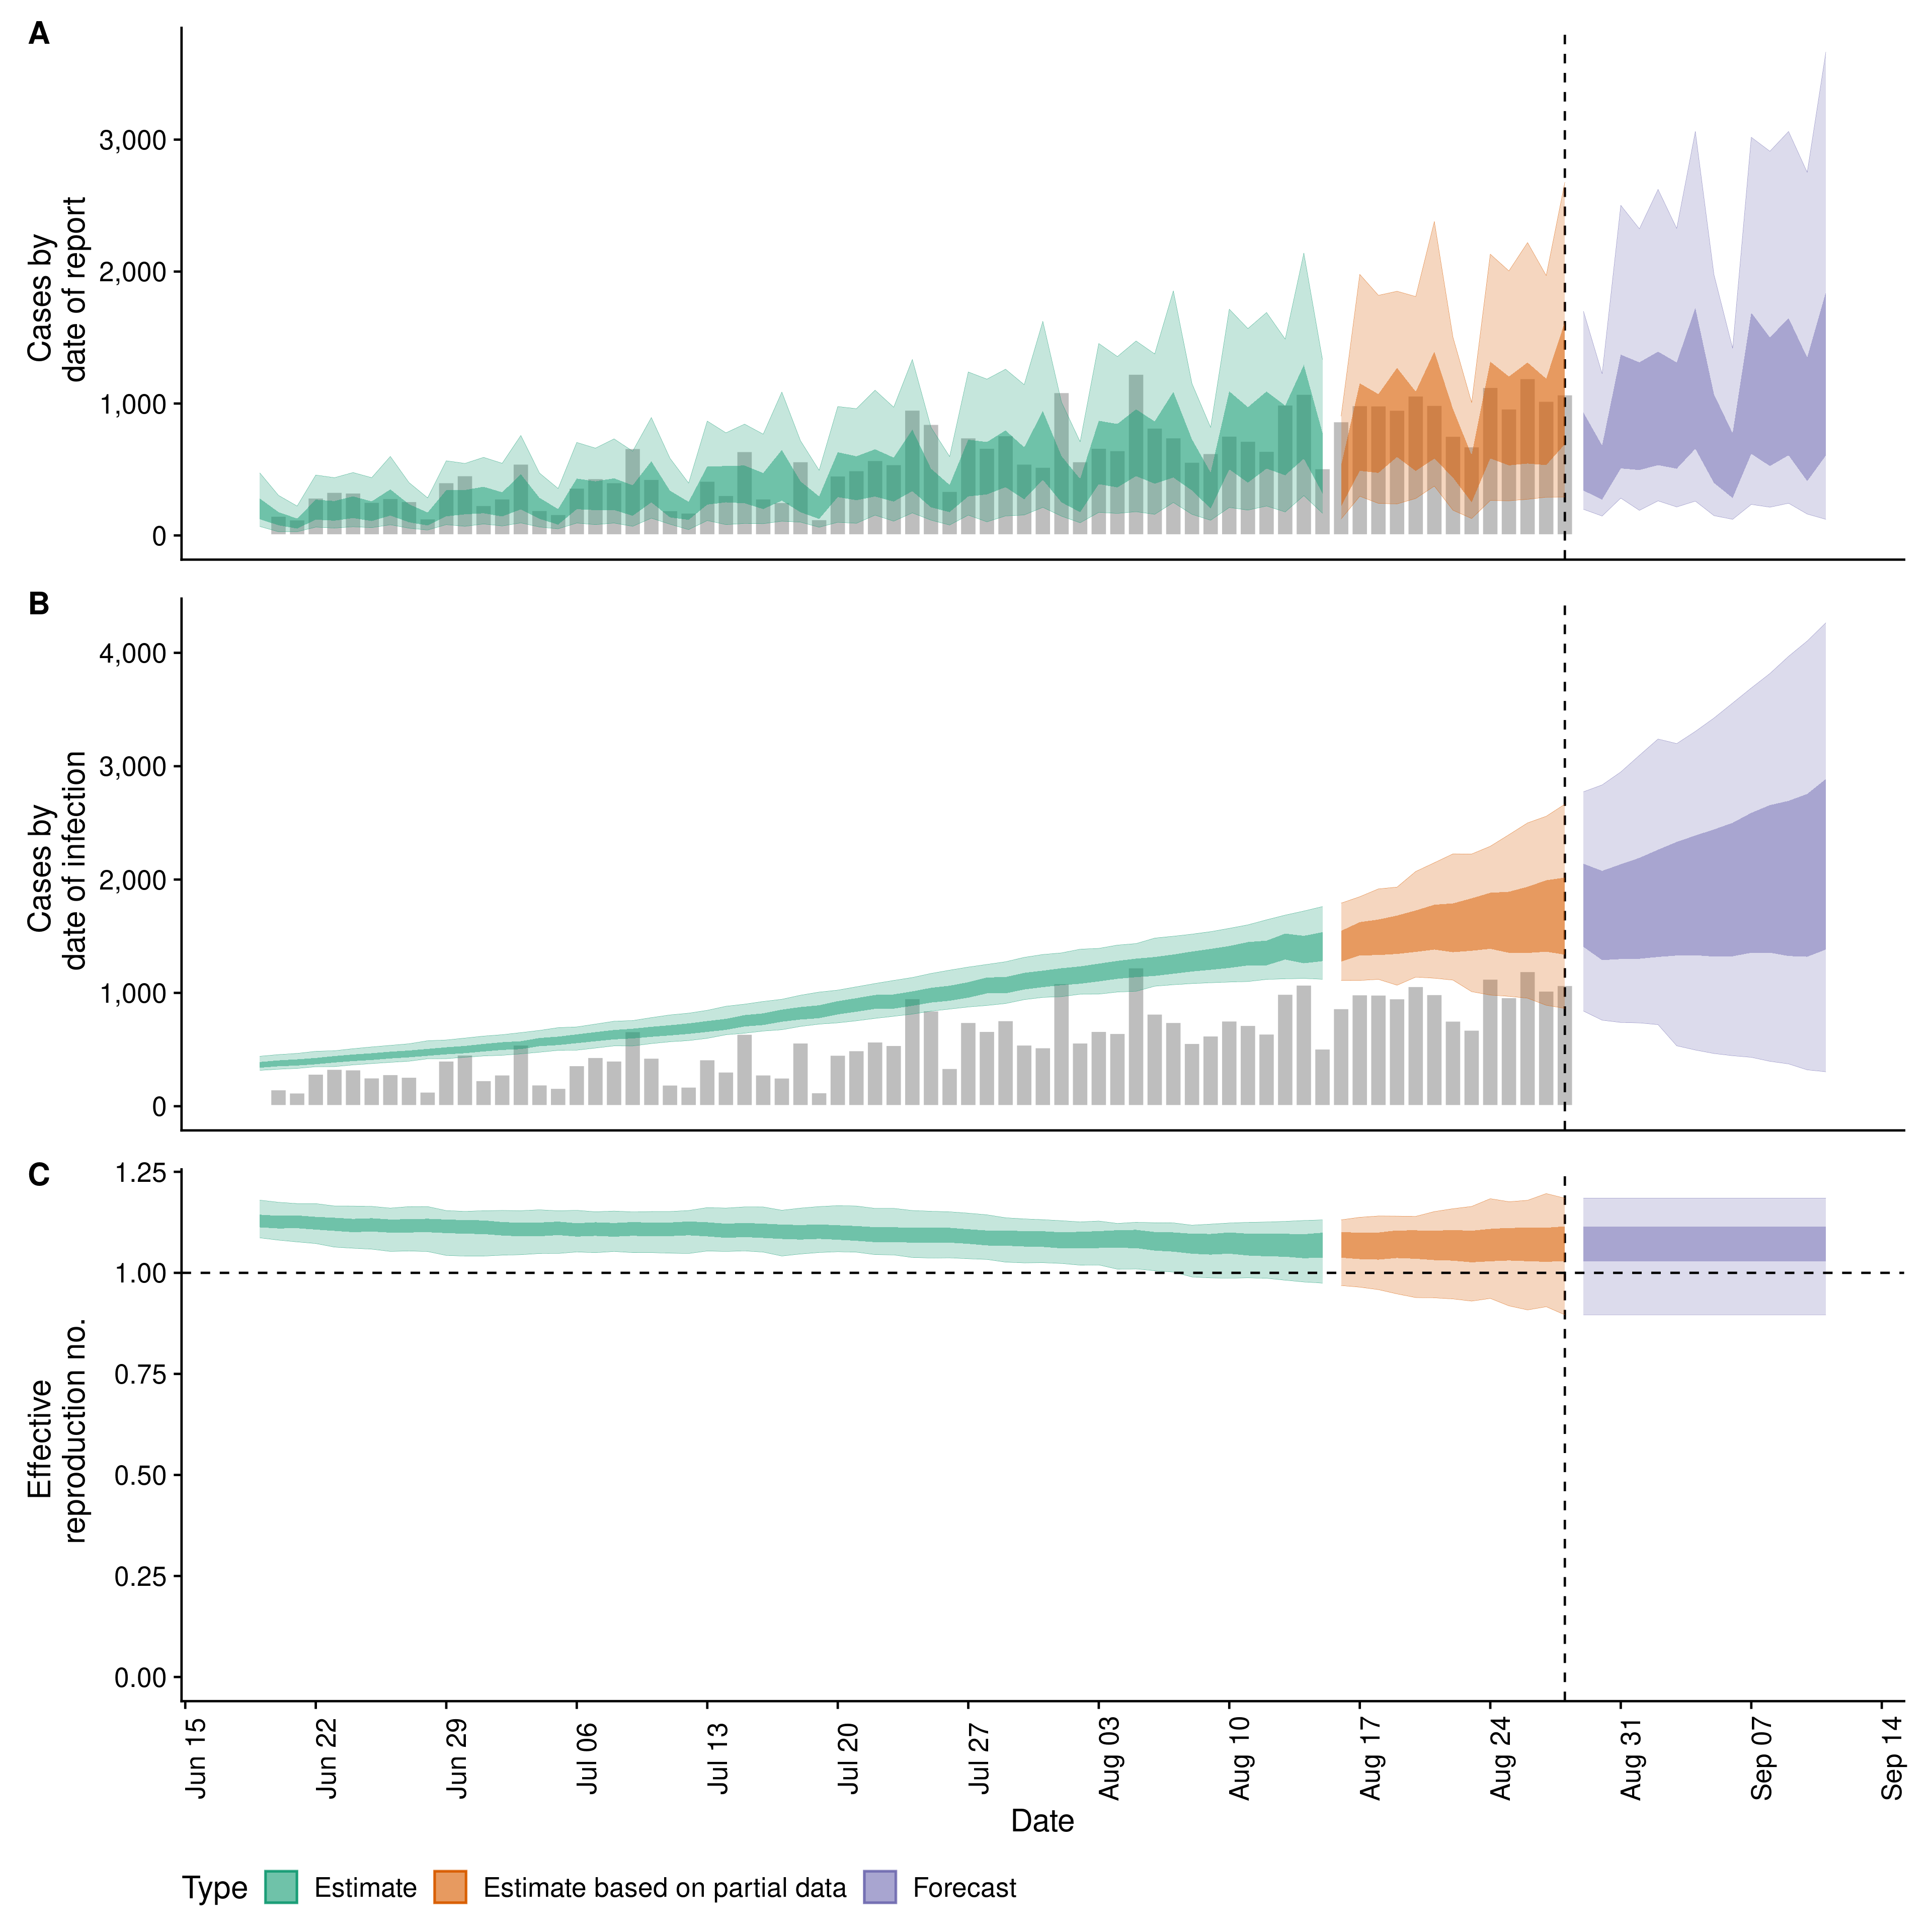 A
Cases by
date of report
3,000
2,000
1,000
0
B
Cases by
date of infection
4,000
3,000
2,000
1,000
0
C
Effective
reproduction no.
1.25
1.00
0.75
0.50
0.25
0.00
Jun 15
Jun 22
Jun 29
Jul 06
Jul 13
Jul 20
Jul 27
Aug 03
Aug 10
Aug 17
Aug 24
Aug 31
Sep 07
Sep 14
Date
Type Estimate Estimate based on partial data Forecast